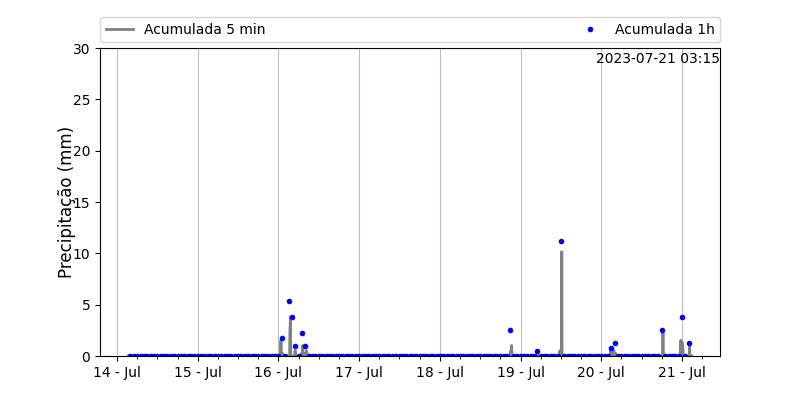 Acumulada 5 min
Acumulada 1h
2023-07-21 03:15
Precipitação (mm)
30
25
20
15
10
5
0
14 - Jul 15 - Jul 16 - Jul 17 - Jul 18 - Jul 19 - Jul 20 - Jul 21 - Jul